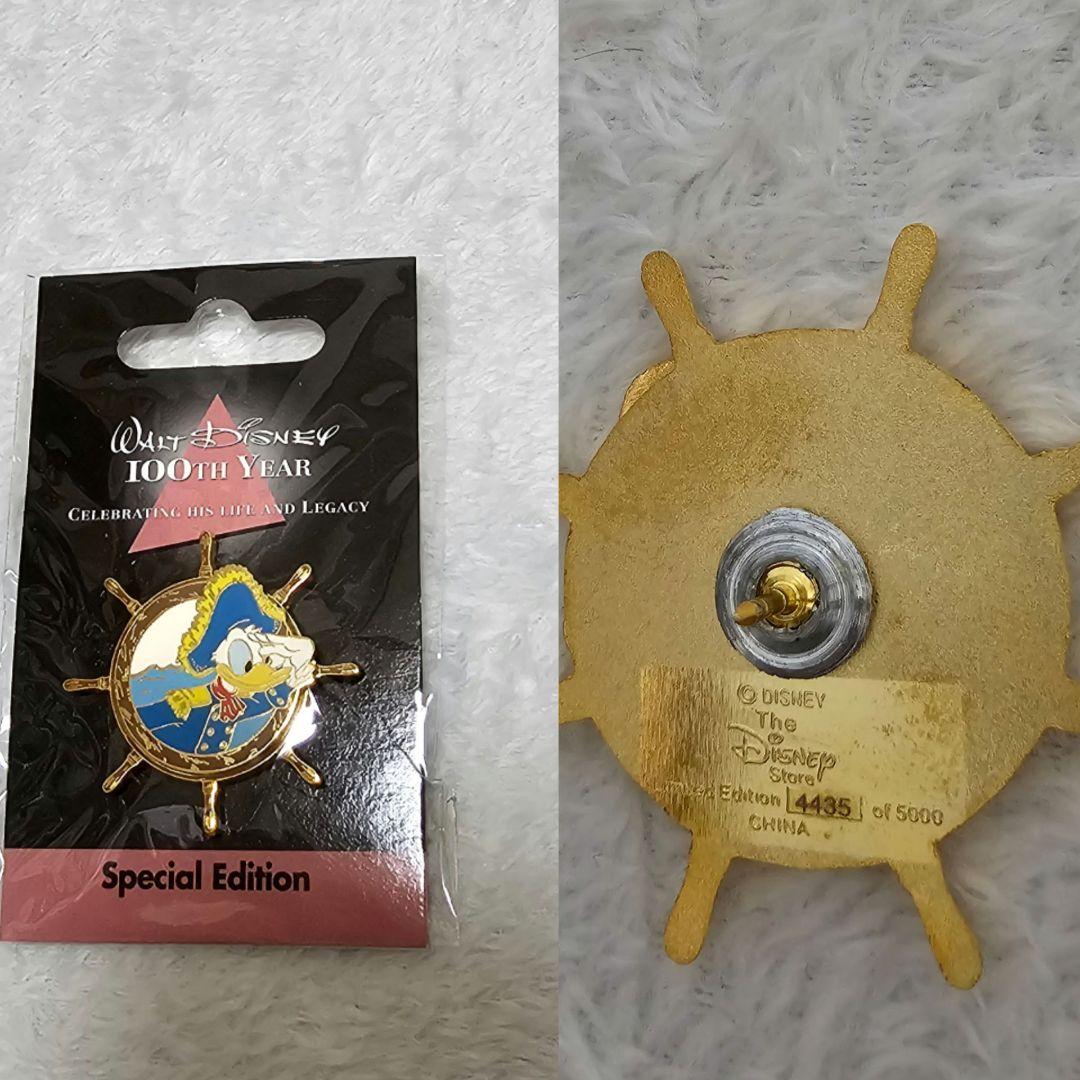 WALT DISNEY
100TH YEAR
CELEBRATING HIS LIFE AND LEGACY
Special Edition
© DISNEY
The
DISNEY
Store
Edition 4435 of 5000
CHINA